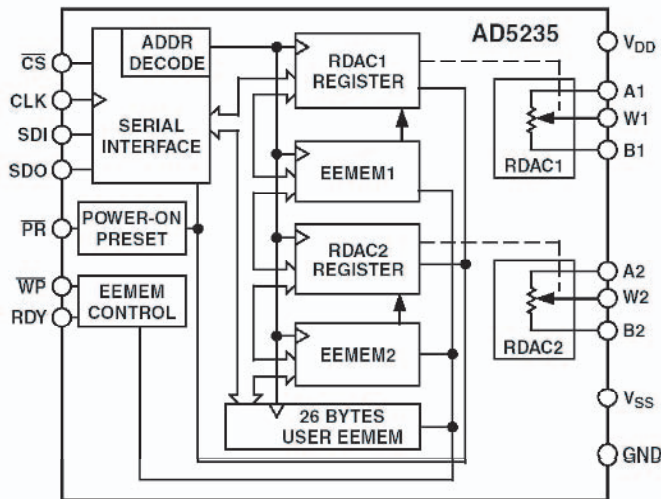 AD5235
CS
CLK
SDI
SDO
PR
WP
RDY
ADDR
DECODE
SERIAL
INTERFACE
POWER-ON
PRESET
EEMEM
CONTROL
RDAC1
REGISTER
EEMEM1
RDAC2
REGISTER
EEMEM2
26 BYTES
USER EEMEM
RDAC1
RDAC2
VDD
A1
W1
B1
A2
W2
B2
VSS
GND